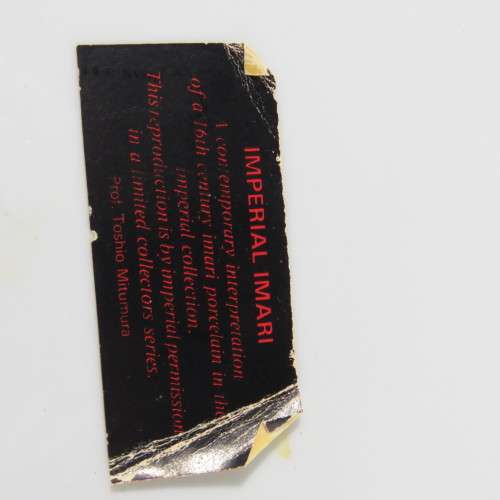 IMPERIAL IMARI
A contemporary interpretation
of a 16th century imari porcelain in the
imperial collection.
This reproduction is by imperial permission
in a limited collectors series.
Prof. Toshio Mitumura